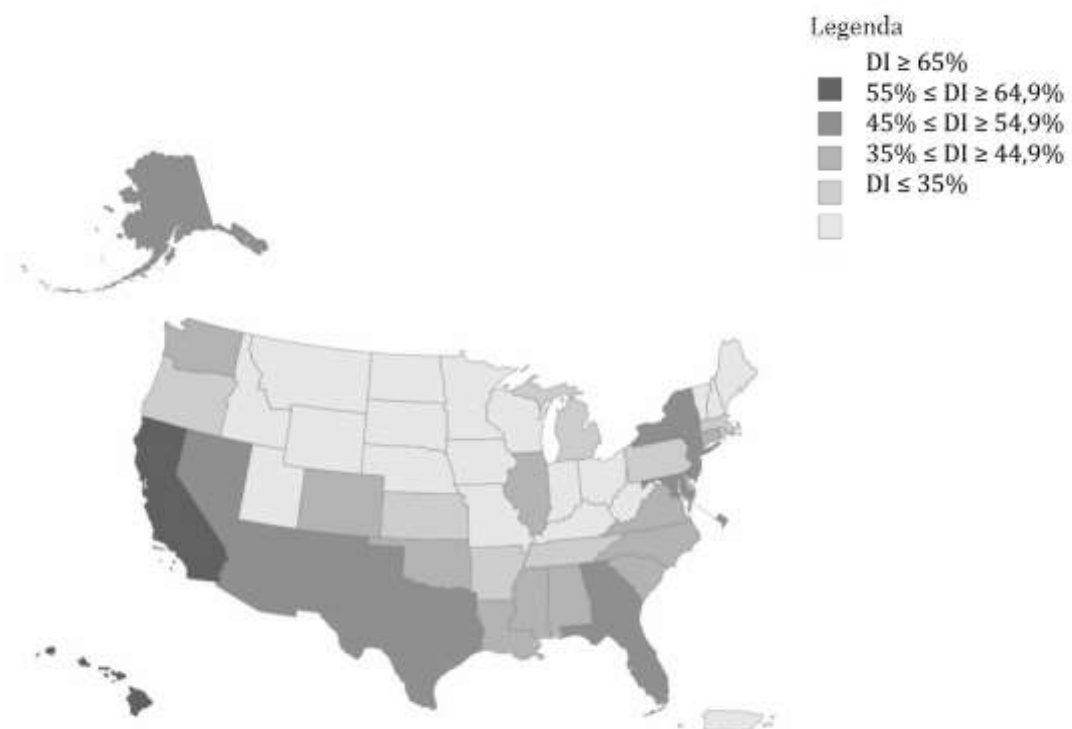 Legenda
DI ≥ 65%
55% ≤ DI ≥ 64,9%
45% ≤ DI ≥ 54,9%
35% ≤ DI ≥ 44,9%
DI ≤ 35%